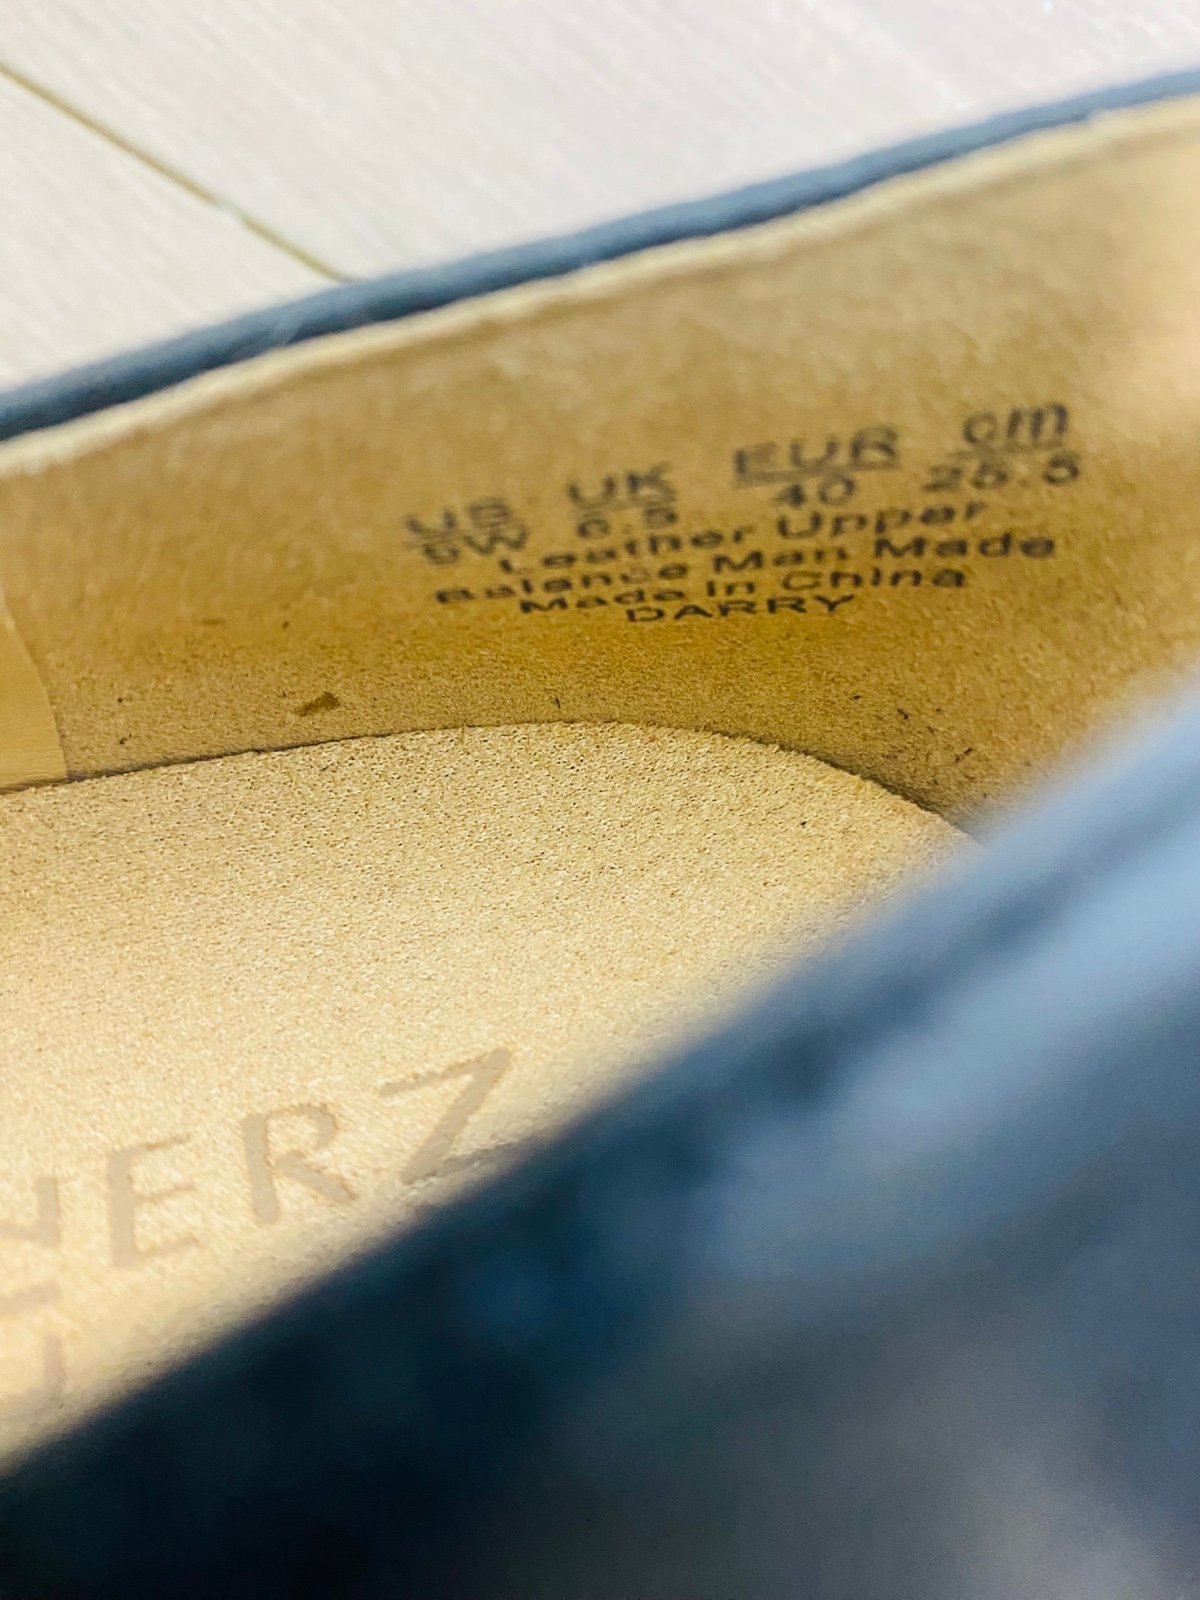 US UK EUR cm
9W 6.5 40 25.5
Leather Upper
Balance Man Made
Made In China
DARRY
NERZ